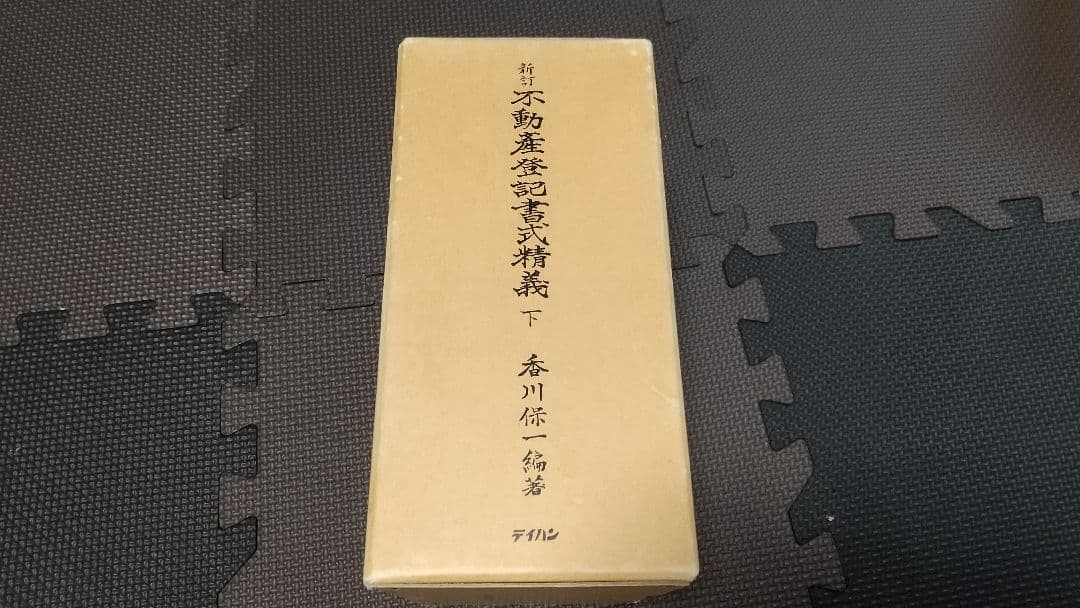 新訂
不動産登記書式精義
下
香川保一編著
テイハン